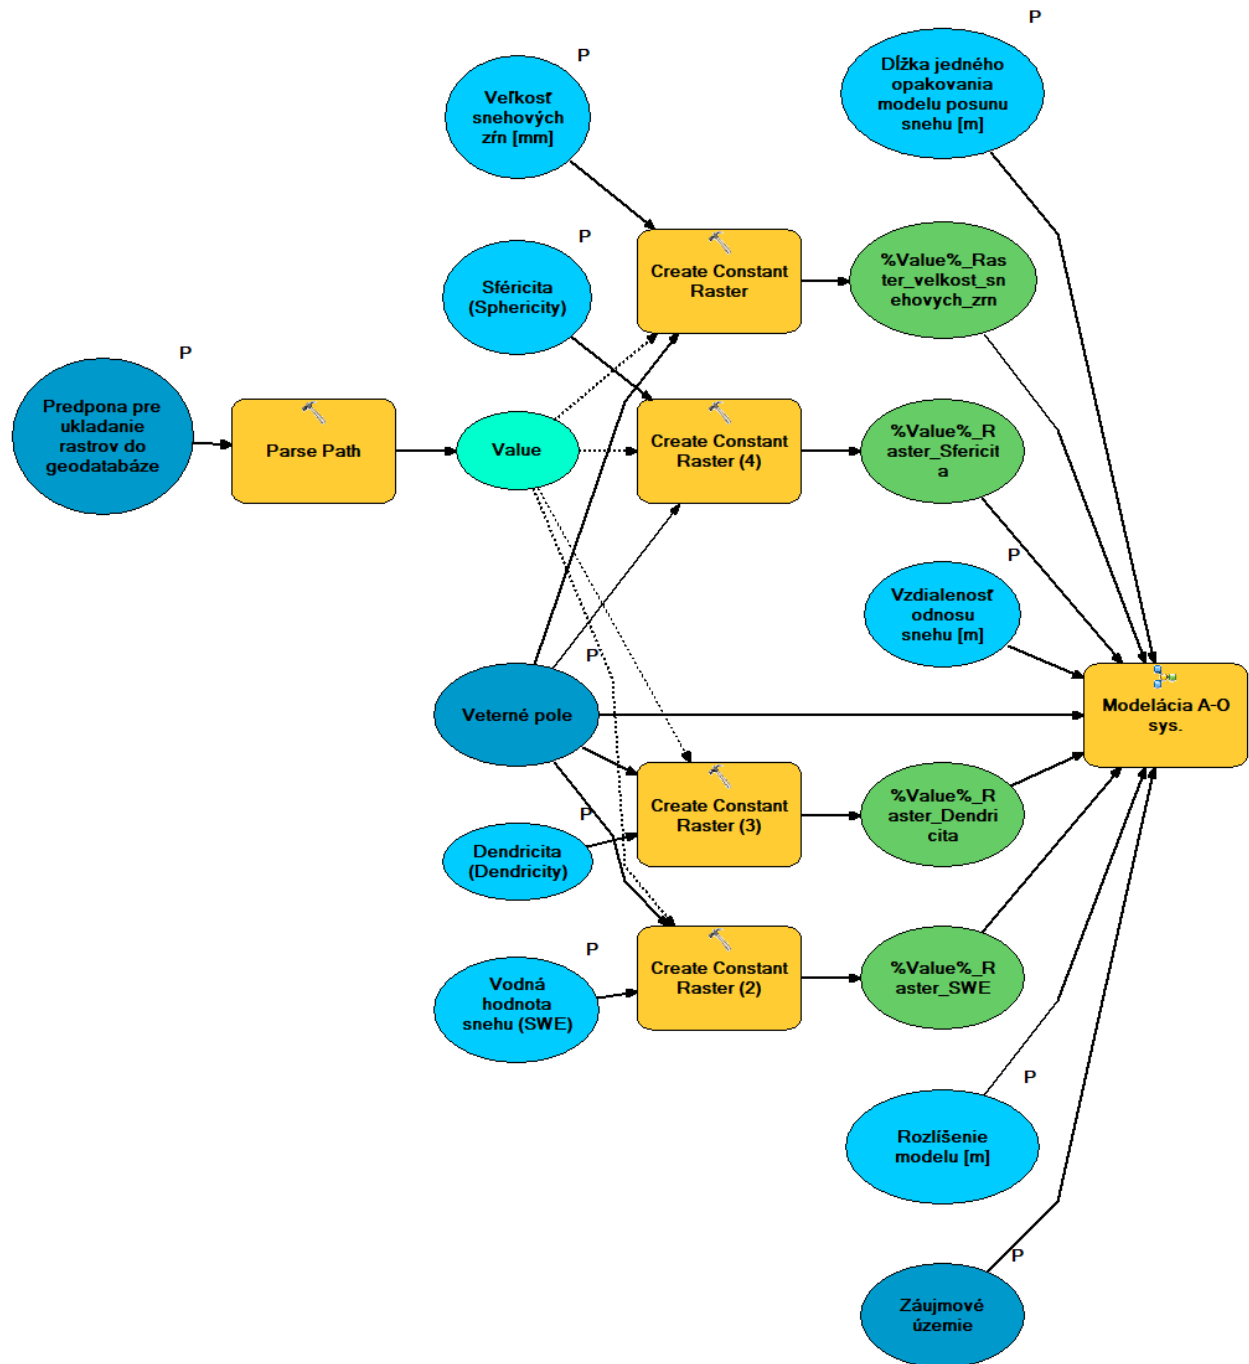 P
Dĺžka jedného
opakovania
modelu posunu
snehu [m]
P
Veľkosť
snehových
zŕn [mm]
P
Sféricita
(Sphericity)
Create Constant
Raster
%Value%_Ras
ter_velkost_sn
ehovych_zrn
P
Predpona pre
ukladanie
rastrov do
geodatabáze
Parse Path
Value
Create Constant
Raster (4)
%Value%_R
aster_Sfericit
a
P
Vzdialenosť
odnosu
snehu [m]
P
Veterné pole
Modelácia A-O
sys.
Create Constant
Raster (3)
%Value%_R
aster_Dendri
cita
P
Dendricita
(Dendricity)
P
Vodná
hodnota
snehu (SWE)
Create Constant
Raster (2)
%Value%_R
aster_SWE
P
Rozlíšenie
modelu [m]
P
Záujmové
územie